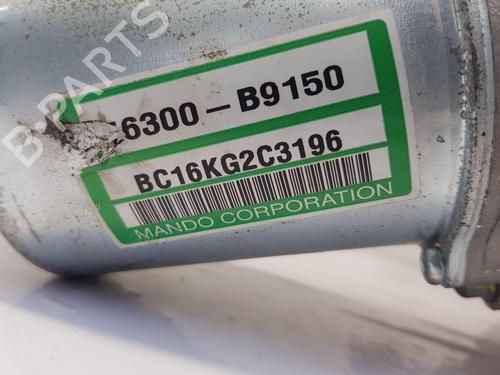 B-PARTS
6300-B9150
BC16KG2C3196
MANDO CORPORATION